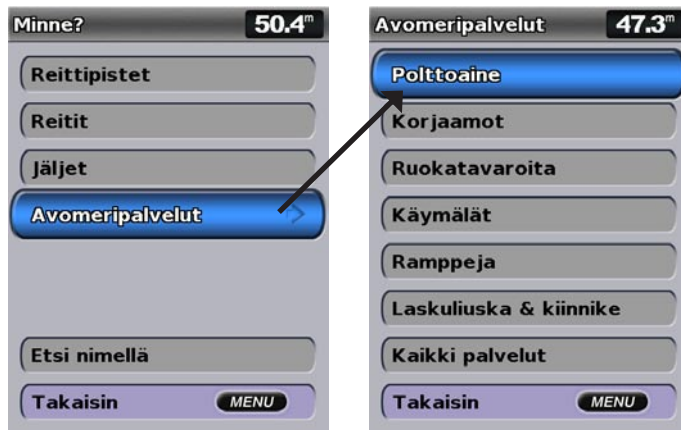 Minne? 50.4m
Reittipistet
Reitit
Jäljet
Avomeripalvelut
Etsi nimellä
Takaisin MENU
Avomeripalvelut 47.3m
Polttoaine
Korjaamot
Ruokatavaroita
Käymälät
Ramppeja
Laskuliuska & kiinnike
Kaikki palvelut
Takaisin MENU